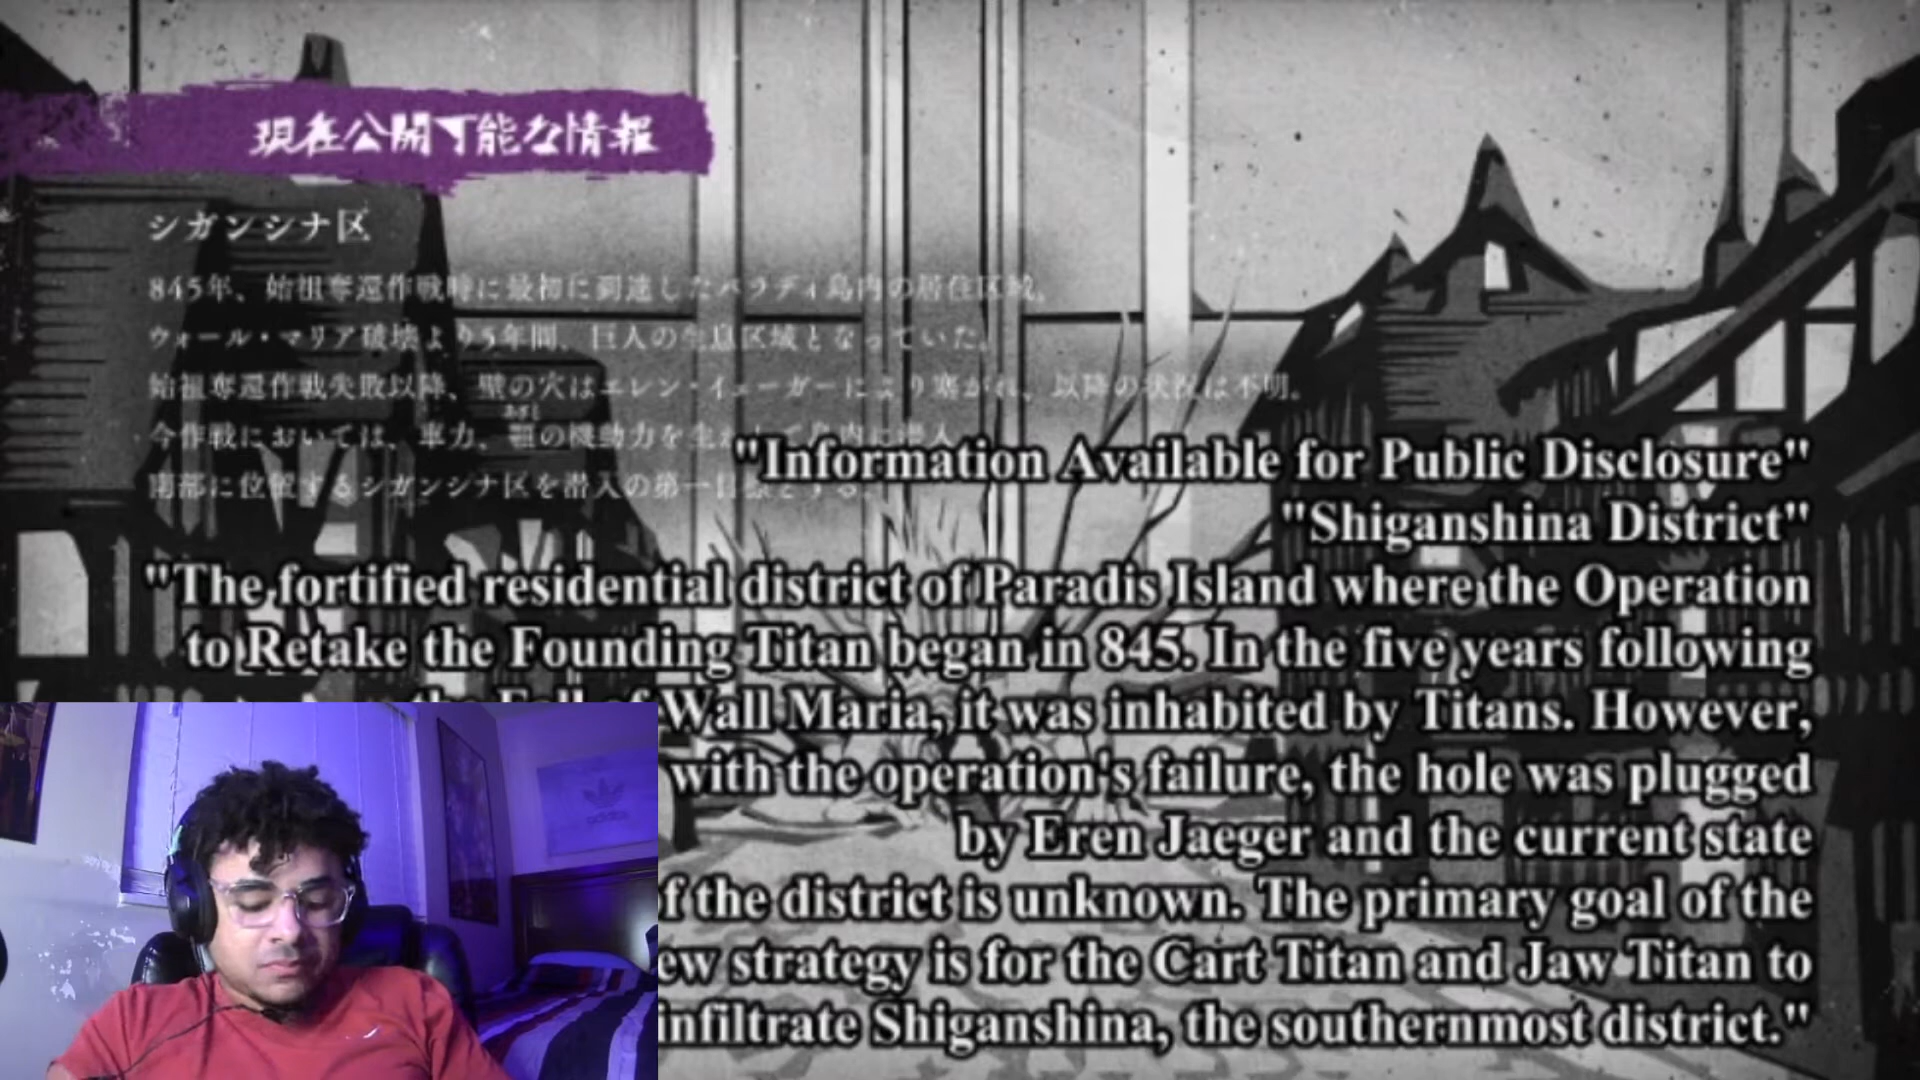 現在公開可能な情報
シガンシナ区
845年、始祖奪還作戦時に最初に到達したパラディ島内の居住区域。
ウォール・マリア破壊より5年間、巨人の生息区域となっていた。
始祖奪還作戦失敗以降、壁の穴はエレン・イェーガーにより塞がれ、以降の状況は不明。
今作戦においては、車力、顎の機動力を生かして島内に潜入
南部に位置するシガンシナ区を潜入の第一目標とする。
"Information Available for Public Disclosure"
"Shiganshina District"
"The fortified residential district of Paradis Island where the Operation
to Retake the Founding Titan began in 845. In the five years following
the Fall of Wall Maria, it was inhabited by Titans. However,
with the operation's failure, the hole was plugged
by Eren Jaeger and the current state
of the district is unknown. The primary goal of the
strategy is for the Cart Titan and Jaw Titan to
infiltrate Shiganshina, the southernmost district."
adidas